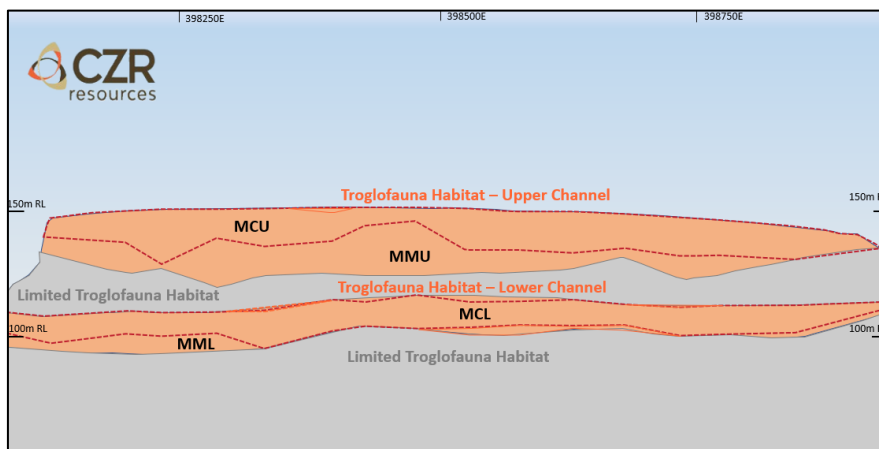 398250E
398500E
398750E
CZR
resources
Troglofauna Habitat – Upper Channel
150m RL
150m R
MCU
MMU
Troglofauna Habitat – Lower Channel
Limited Troglofauna Habitat
MCL
100m RL
100m R
MML
Limited Troglofauna Habitat